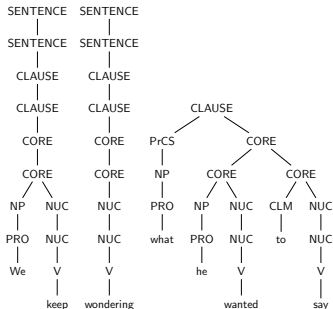 SENTENCE SENTENCE
SENTENCE SENTENCE
CLAUSE CLAUSE
CLAUSE CLAUSE CLAUSE
CORE CORE PrCS CORE
CORE CORE NP CORE CORE
NP NUC NUC PRO NP NUC CLM NUC
PRO NUC NUC what PRO NUC to NUC
We V V he V V
keep wondering wanted say